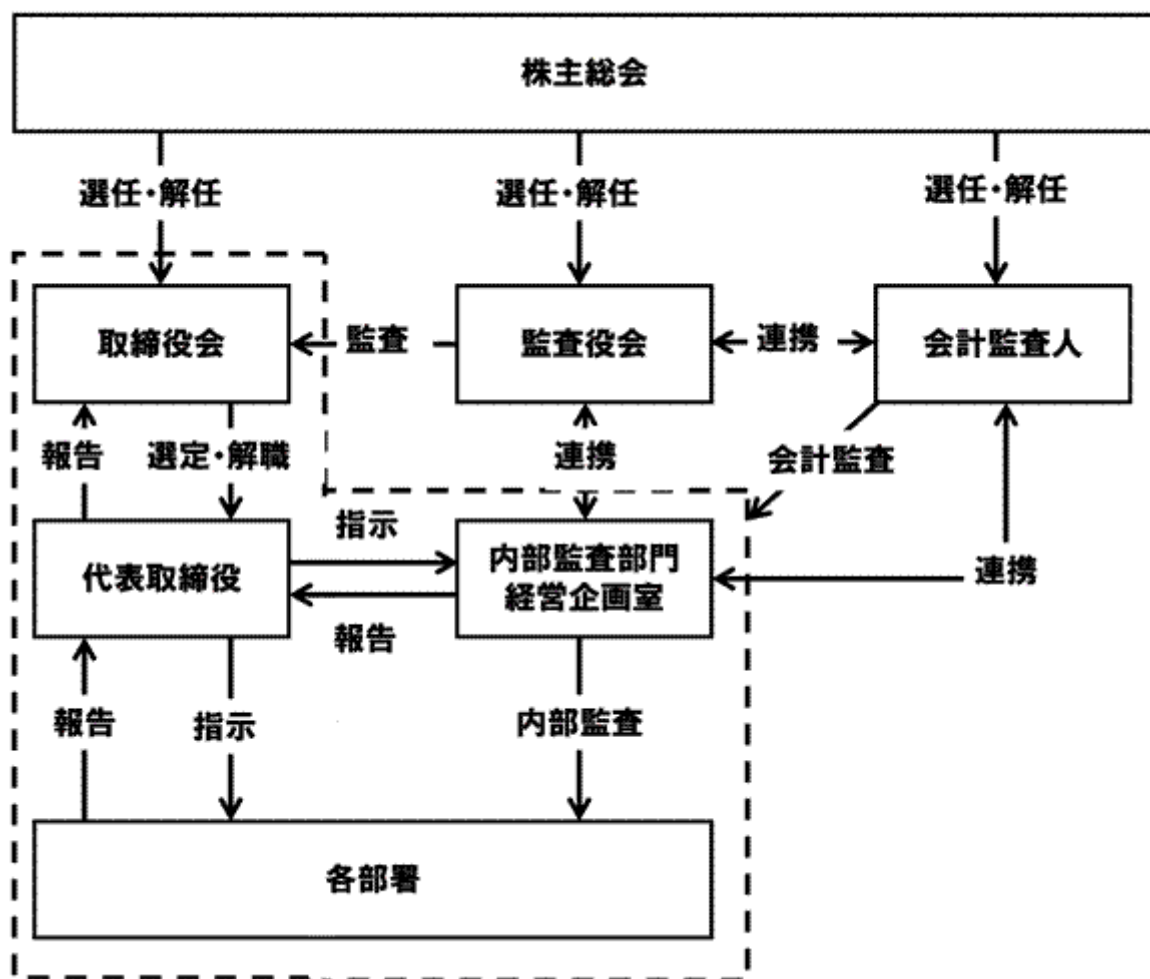 株主総会
選任・解任
選任・解任
選任・解任
取締役会
監査
監査役会
連携
会計監査人
報告
選定・解職
連携
会計監査
指示
代表取締役
内部監査部門
経営企画室
連携
報告
報告
指示
内部監査
各部署